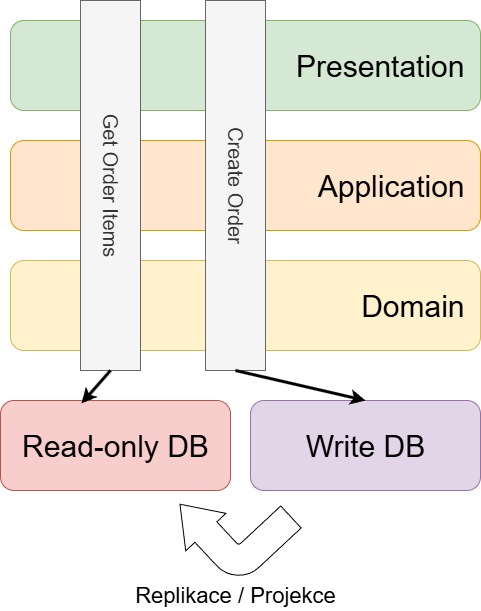 Presentation
Get Order Items
Create Order
Application
Domain
Read-only DB
Write DB
Replikace / Projekce